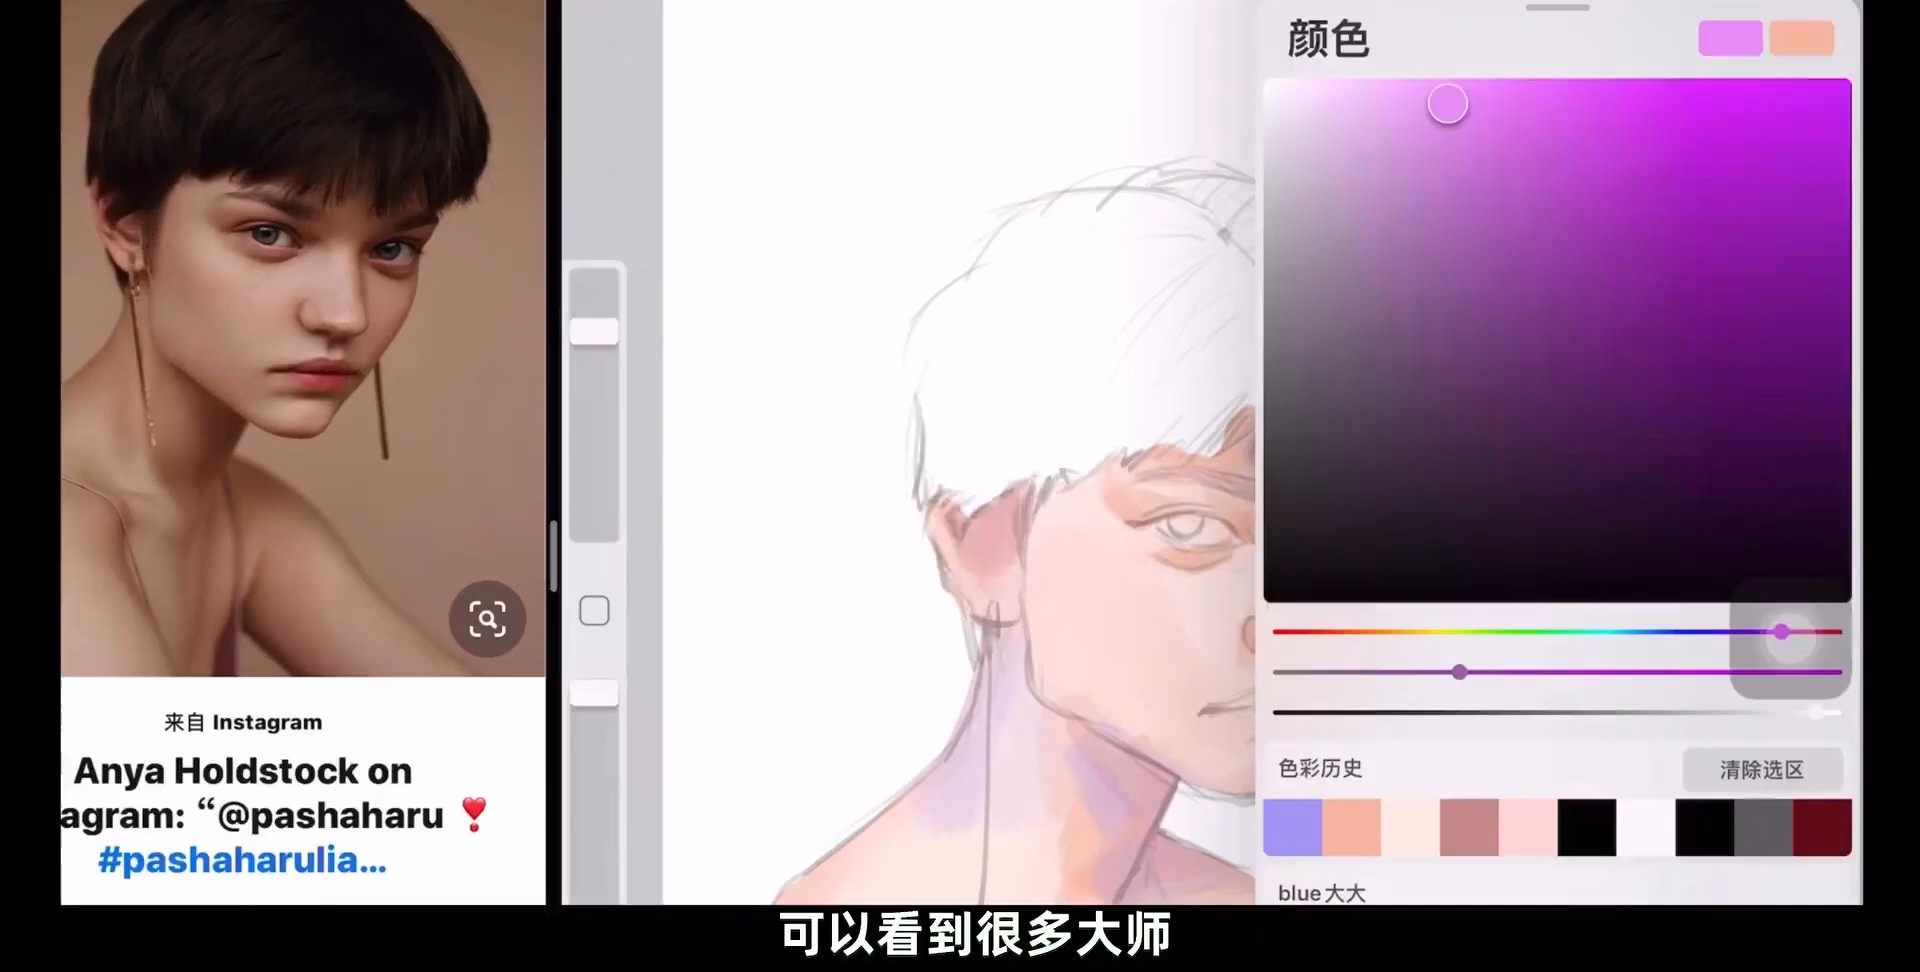 来自 Instagram
Anya Holdstock on
agram: “@pashaharu ❣️
#pashaharulia...
颜色
色彩历史
清除选区
blue大大
可以看到很多大师